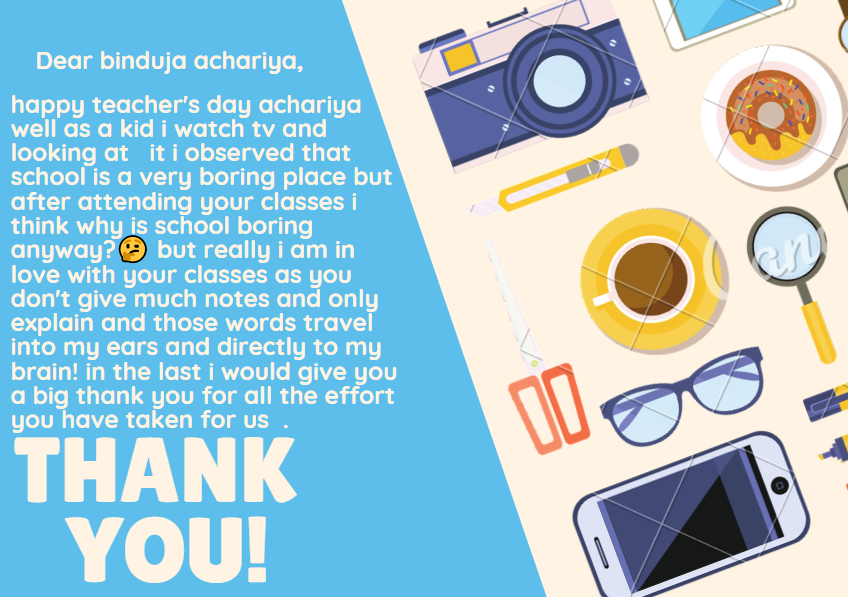 Dear binduja achariya,
happy teacher's day achariya
well as a kid i watch tv and
looking at   it i observed that
school is a very boring place but
after attending your classes i
think why is school boring
anyway?🤔 but really i am in
love with your classes as you
don't give much notes and only
explain and those words travel
into my ears and directly to my
brain! in the last i would give you
a big thank you for all the effort
you have taken for us  .
THANK
YOU!